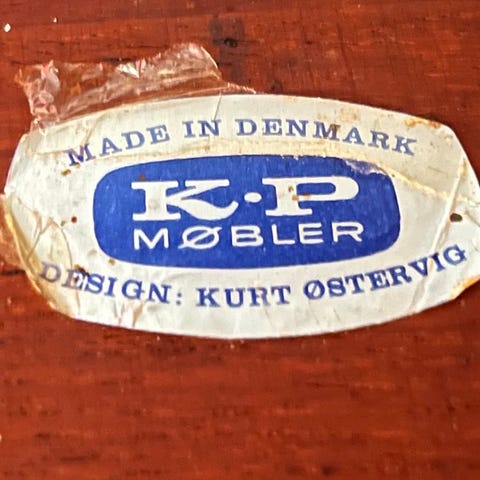 MADE IN DENMARK
K·P
MØBLER
DESIGN: KURT ØSTERVIG